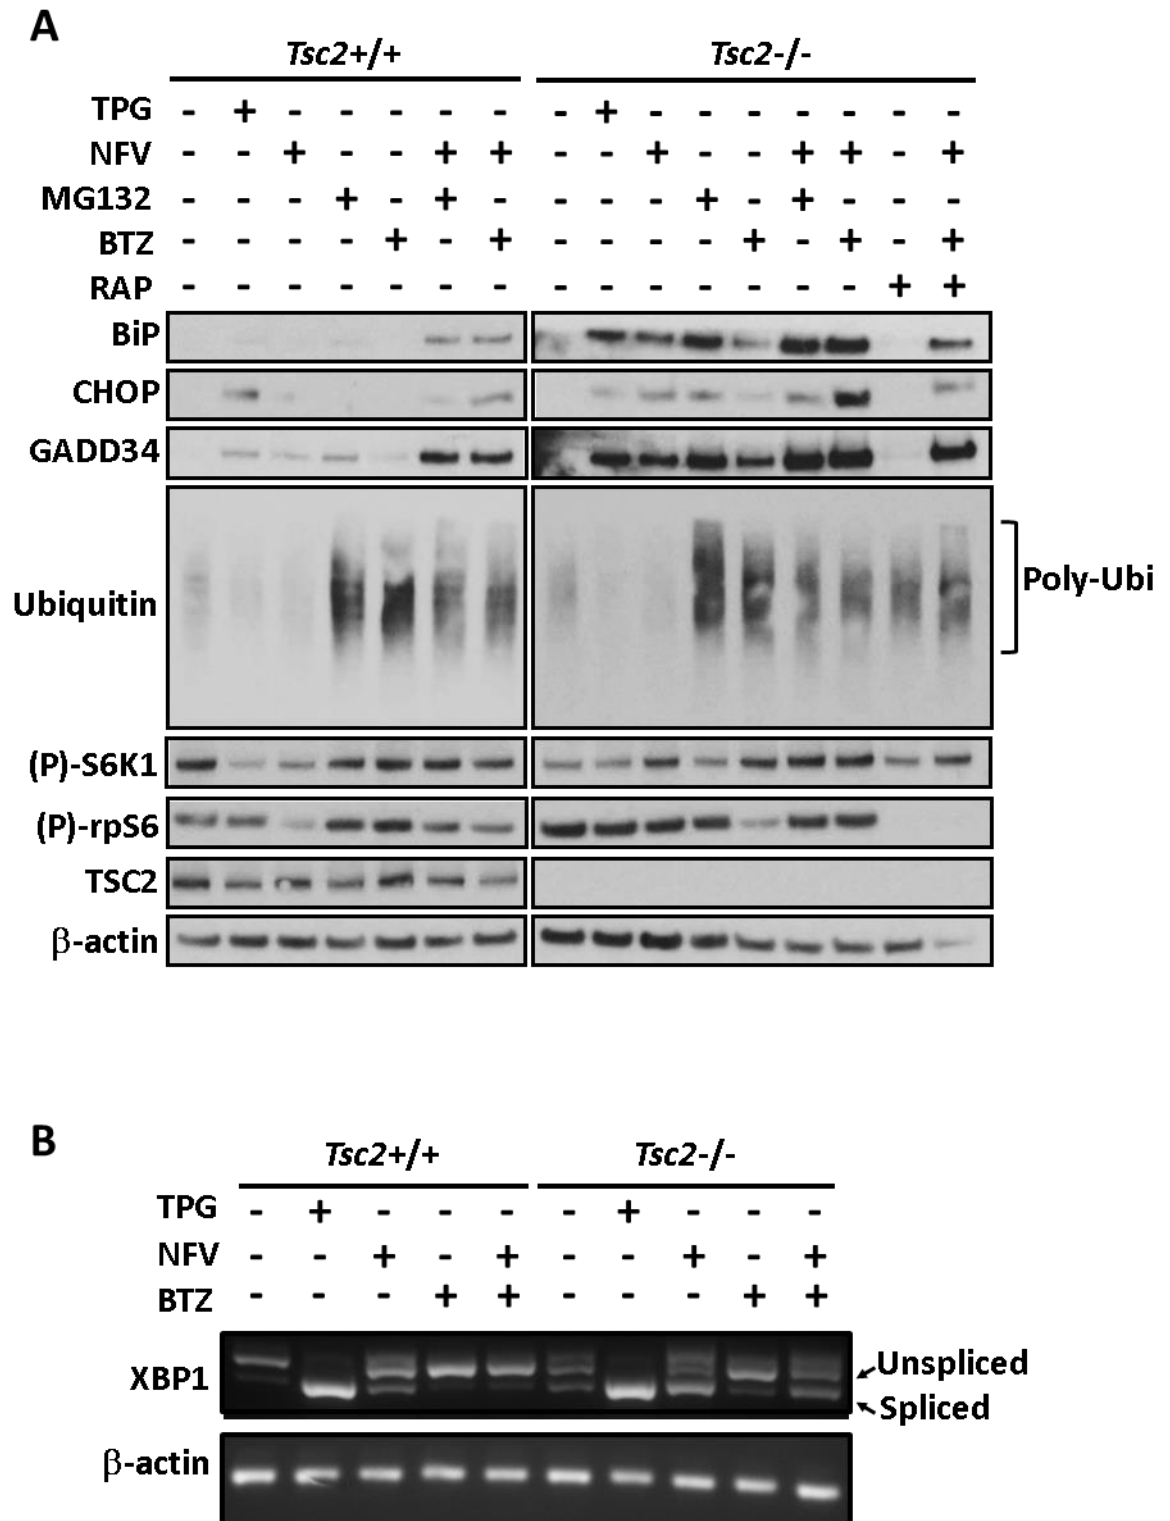 A
Tsc2+/+ Tsc2-/-
TPG - + - - - - - - + - - - - - - -
NFV - - + - - + + - - + - - + + - +
MG132 - - - + - + - - - - + - + - - -
BTZ - - - - + - + - - - - + - + - +
RAP - - - - - - - - - - - - - - + +
BiP
CHOP
GADD34
Ubiquitin
Poly-Ubi
(P)-S6K1
(P)-rpS6
TSC2
β-actin
B
Tsc2+/+ Tsc2-/-
TPG - + - - - - + - - -
NFV - - + - + - - + - +
BTZ - - - + + - - - + +
XBP1
Unspliced
Spliced
β-actin